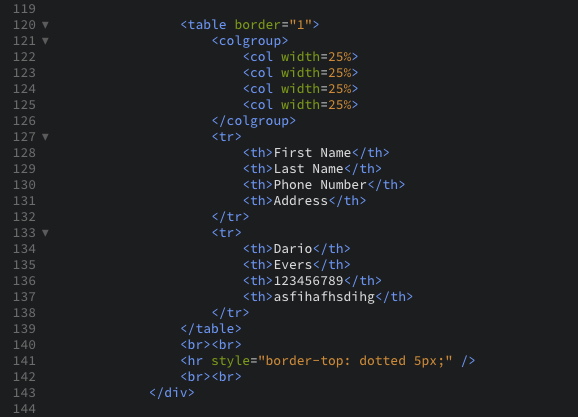 119
120 ▼ <table border="1">
121 ▼ <colgroup>
122 <col width=25%>
123 <col width=25%>
124 <col width=25%>
125 <col width=25%>
126 </colgroup>
127 ▼ <tr>
128 <th>First Name</th>
129 <th>Last Name</th>
130 <th>Phone Number</th>
131 <th>Address</th>
132 </tr>
133 ▼ <tr>
134 <th>Dario</th>
135 <th>Evers</th>
136 <th>123456789</th>
137 <th>asfihafhsdihg</th>
138 </tr>
139 </table>
140 <br><br>
141 <hr style="border-top: dotted 5px;" />
142 <br><br>
143 </div>
144